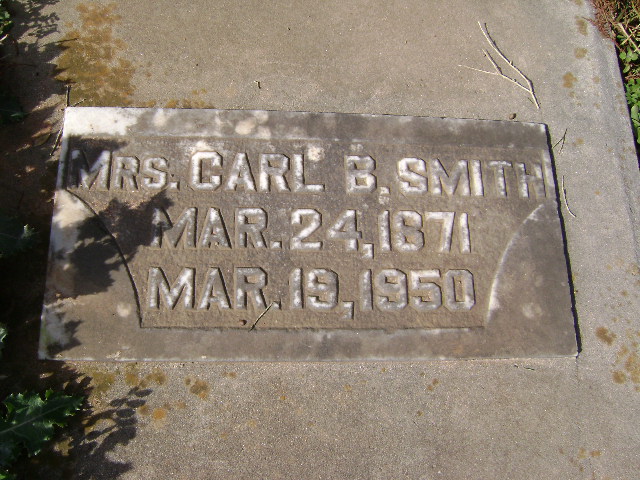 MRS. CARL B. SMITH
MAR. 24, 1871
MAR. 19, 1950